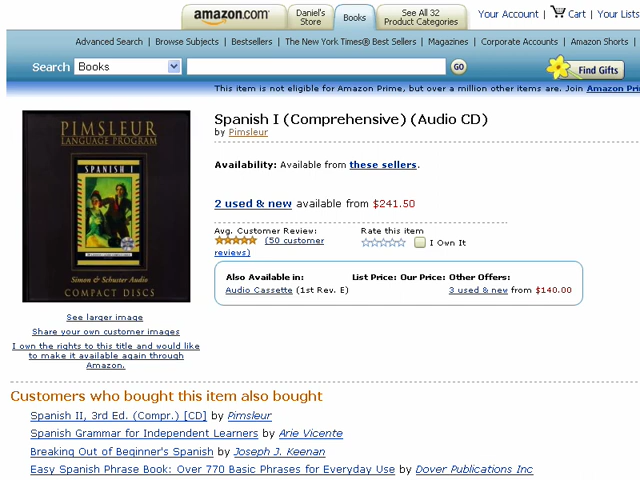 amazon.com
Daniel's Store
Books
See All 32 Product Categories
Your Account | Cart | Your Lists
Advanced Search | Browse Subjects | Bestsellers | The New York Times® Best Sellers | Magazines | Corporate Accounts | Amazon Shorts |
Search Books GO Find Gifts
This item is not eligible for Amazon Prime, but over a million other items are. Join Amazon Pri
Spanish I (Comprehensive) (Audio CD)
by Pimsleur
Availability: Available from these sellers.
2 used & new available from $241.50
Avg. Customer Review:
(50 customer
reviews)
Rate this item
I Own It
Also Available in: List Price: Our Price: Other Offers:
Audio Cassette (1st Rev. E) 3 used & new from $140.00
PIMSLEUR
LANGUAGE PROGRAM
SPANISH I
Simon & Schuster Audio
COMPACT DISCS
See larger image
Share your own customer images
I own the rights to this title and would like
to make it available again through
Amazon.
Customers who bought this item also bought
Spanish II, 3rd Ed. (Compr.) [CD] by Pimsleur
Spanish Grammar for Independent Learners by Arie Vicente
Breaking Out of Beginner's Spanish by Joseph J. Keenan
Easy Spanish Phrase Book: Over 770 Basic Phrases for Everyday Use by Dover Publications Inc